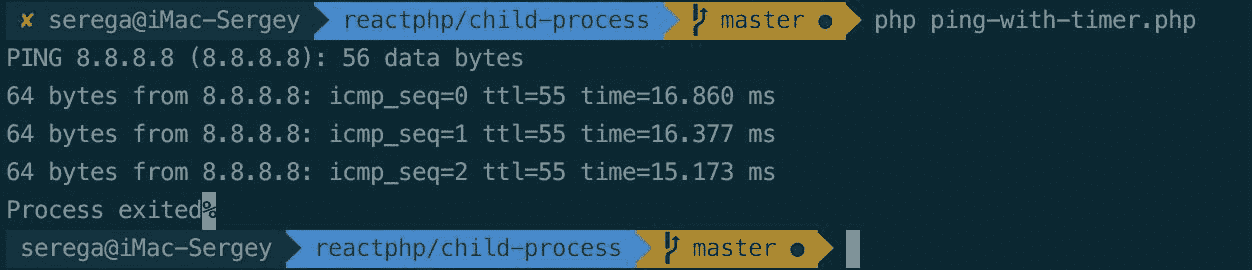 ✘ serega@iMac-Sergey reactphp/child-process master ● php ping-with-timer.php
PING 8.8.8.8 (8.8.8.8): 56 data bytes
64 bytes from 8.8.8.8: icmp_seq=0 ttl=55 time=16.860 ms
64 bytes from 8.8.8.8: icmp_seq=1 ttl=55 time=16.377 ms
64 bytes from 8.8.8.8: icmp_seq=2 ttl=55 time=15.173 ms
Process exited%
serega@iMac-Sergey reactphp/child-process master ●